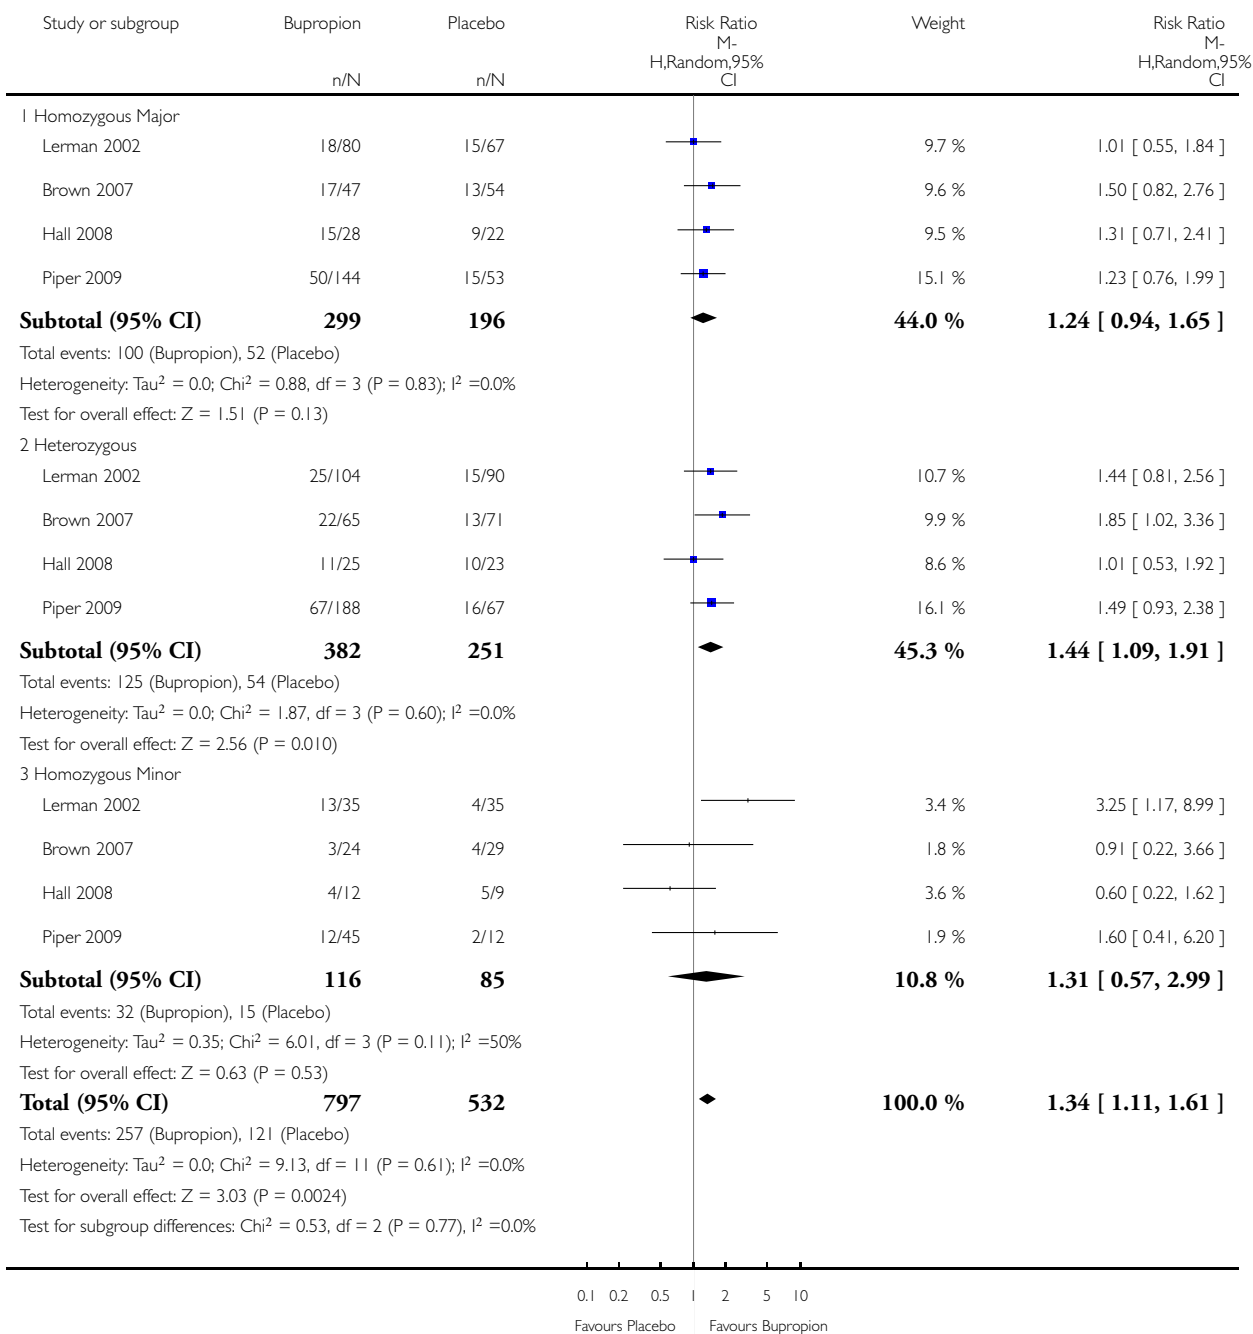 Study or subgroup Bupropion Placebo Risk Ratio Weight Risk Ratio
M- M-
H,Random,95% H,Random,95%
n/N n/N CI CI
1 Homozygous Major
Lerman 2002 18/80 15/67 9.7 % 1.01 [ 0.55, 1.84 ]
Brown 2007 17/47 13/54 9.6 % 1.50 [ 0.82, 2.76 ]
Hall 2008 15/28 9/22 9.5 % 1.31 [ 0.71, 2.41 ]
Piper 2009 50/144 15/53 15.1 % 1.23 [ 0.76, 1.99 ]
Subtotal (95% CI) 299 196 44.0 % 1.24 [ 0.94, 1.65 ]
Total events: 100 (Bupropion), 52 (Placebo)
Heterogeneity: Tau² = 0.0; Chi² = 0.88, df = 3 (P = 0.83); I² =0.0%
Test for overall effect: Z = 1.51 (P = 0.13)
2 Heterozygous
Lerman 2002 25/104 15/90 10.7 % 1.44 [ 0.81, 2.56 ]
Brown 2007 22/65 13/71 9.9 % 1.85 [ 1.02, 3.36 ]
Hall 2008 11/25 10/23 8.6 % 1.01 [ 0.53, 1.92 ]
Piper 2009 67/188 16/67 16.1 % 1.49 [ 0.93, 2.38 ]
Subtotal (95% CI) 382 251 45.3 % 1.44 [ 1.09, 1.91 ]
Total events: 125 (Bupropion), 54 (Placebo)
Heterogeneity: Tau² = 0.0; Chi² = 1.87, df = 3 (P = 0.60); I² =0.0%
Test for overall effect: Z = 2.56 (P = 0.010)
3 Homozygous Minor
Lerman 2002 13/35 4/35 3.4 % 3.25 [ 1.17, 8.99 ]
Brown 2007 3/24 4/29 1.8 % 0.91 [ 0.22, 3.66 ]
Hall 2008 4/12 5/9 3.6 % 0.60 [ 0.22, 1.62 ]
Piper 2009 12/45 2/12 1.9 % 1.60 [ 0.41, 6.20 ]
Subtotal (95% CI) 116 85 10.8 % 1.31 [ 0.57, 2.99 ]
Total events: 32 (Bupropion), 15 (Placebo)
Heterogeneity: Tau² = 0.35; Chi² = 6.01, df = 3 (P = 0.11); I² =50%
Test for overall effect: Z = 0.63 (P = 0.53)
Total (95% CI) 797 532 100.0 % 1.34 [ 1.11, 1.61 ]
Total events: 257 (Bupropion), 121 (Placebo)
Heterogeneity: Tau² = 0.0; Chi² = 9.13, df = 11 (P = 0.61); I² =0.0%
Test for overall effect: Z = 3.03 (P = 0.0024)
Test for subgroup differences: Chi² = 0.53, df = 2 (P = 0.77), I² =0.0%
0.1 0.2 0.5 1 2 5 10
Favours Placebo Favours Bupropion